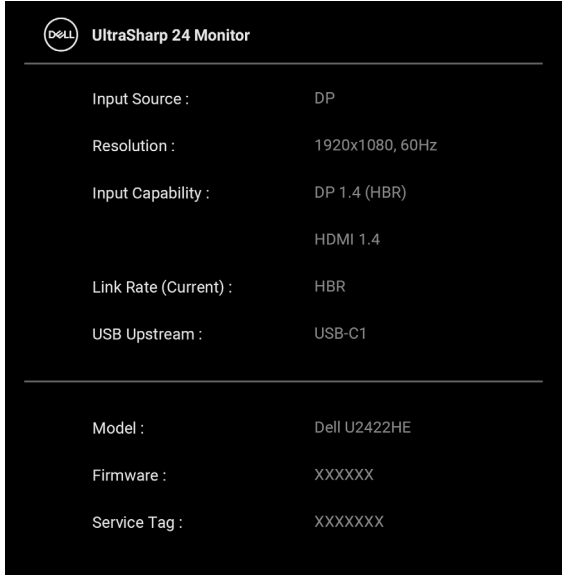 DELL UltraSharp 24 Monitor
Input Source : DP
Resolution : 1920x1080, 60Hz
Input Capability : DP 1.4 (HBR)
HDMI 1.4
Link Rate (Current) : HBR
USB Upstream : USB-C1
Model : Dell U2422HE
Firmware : XXXXXX
Service Tag : XXXXXXX